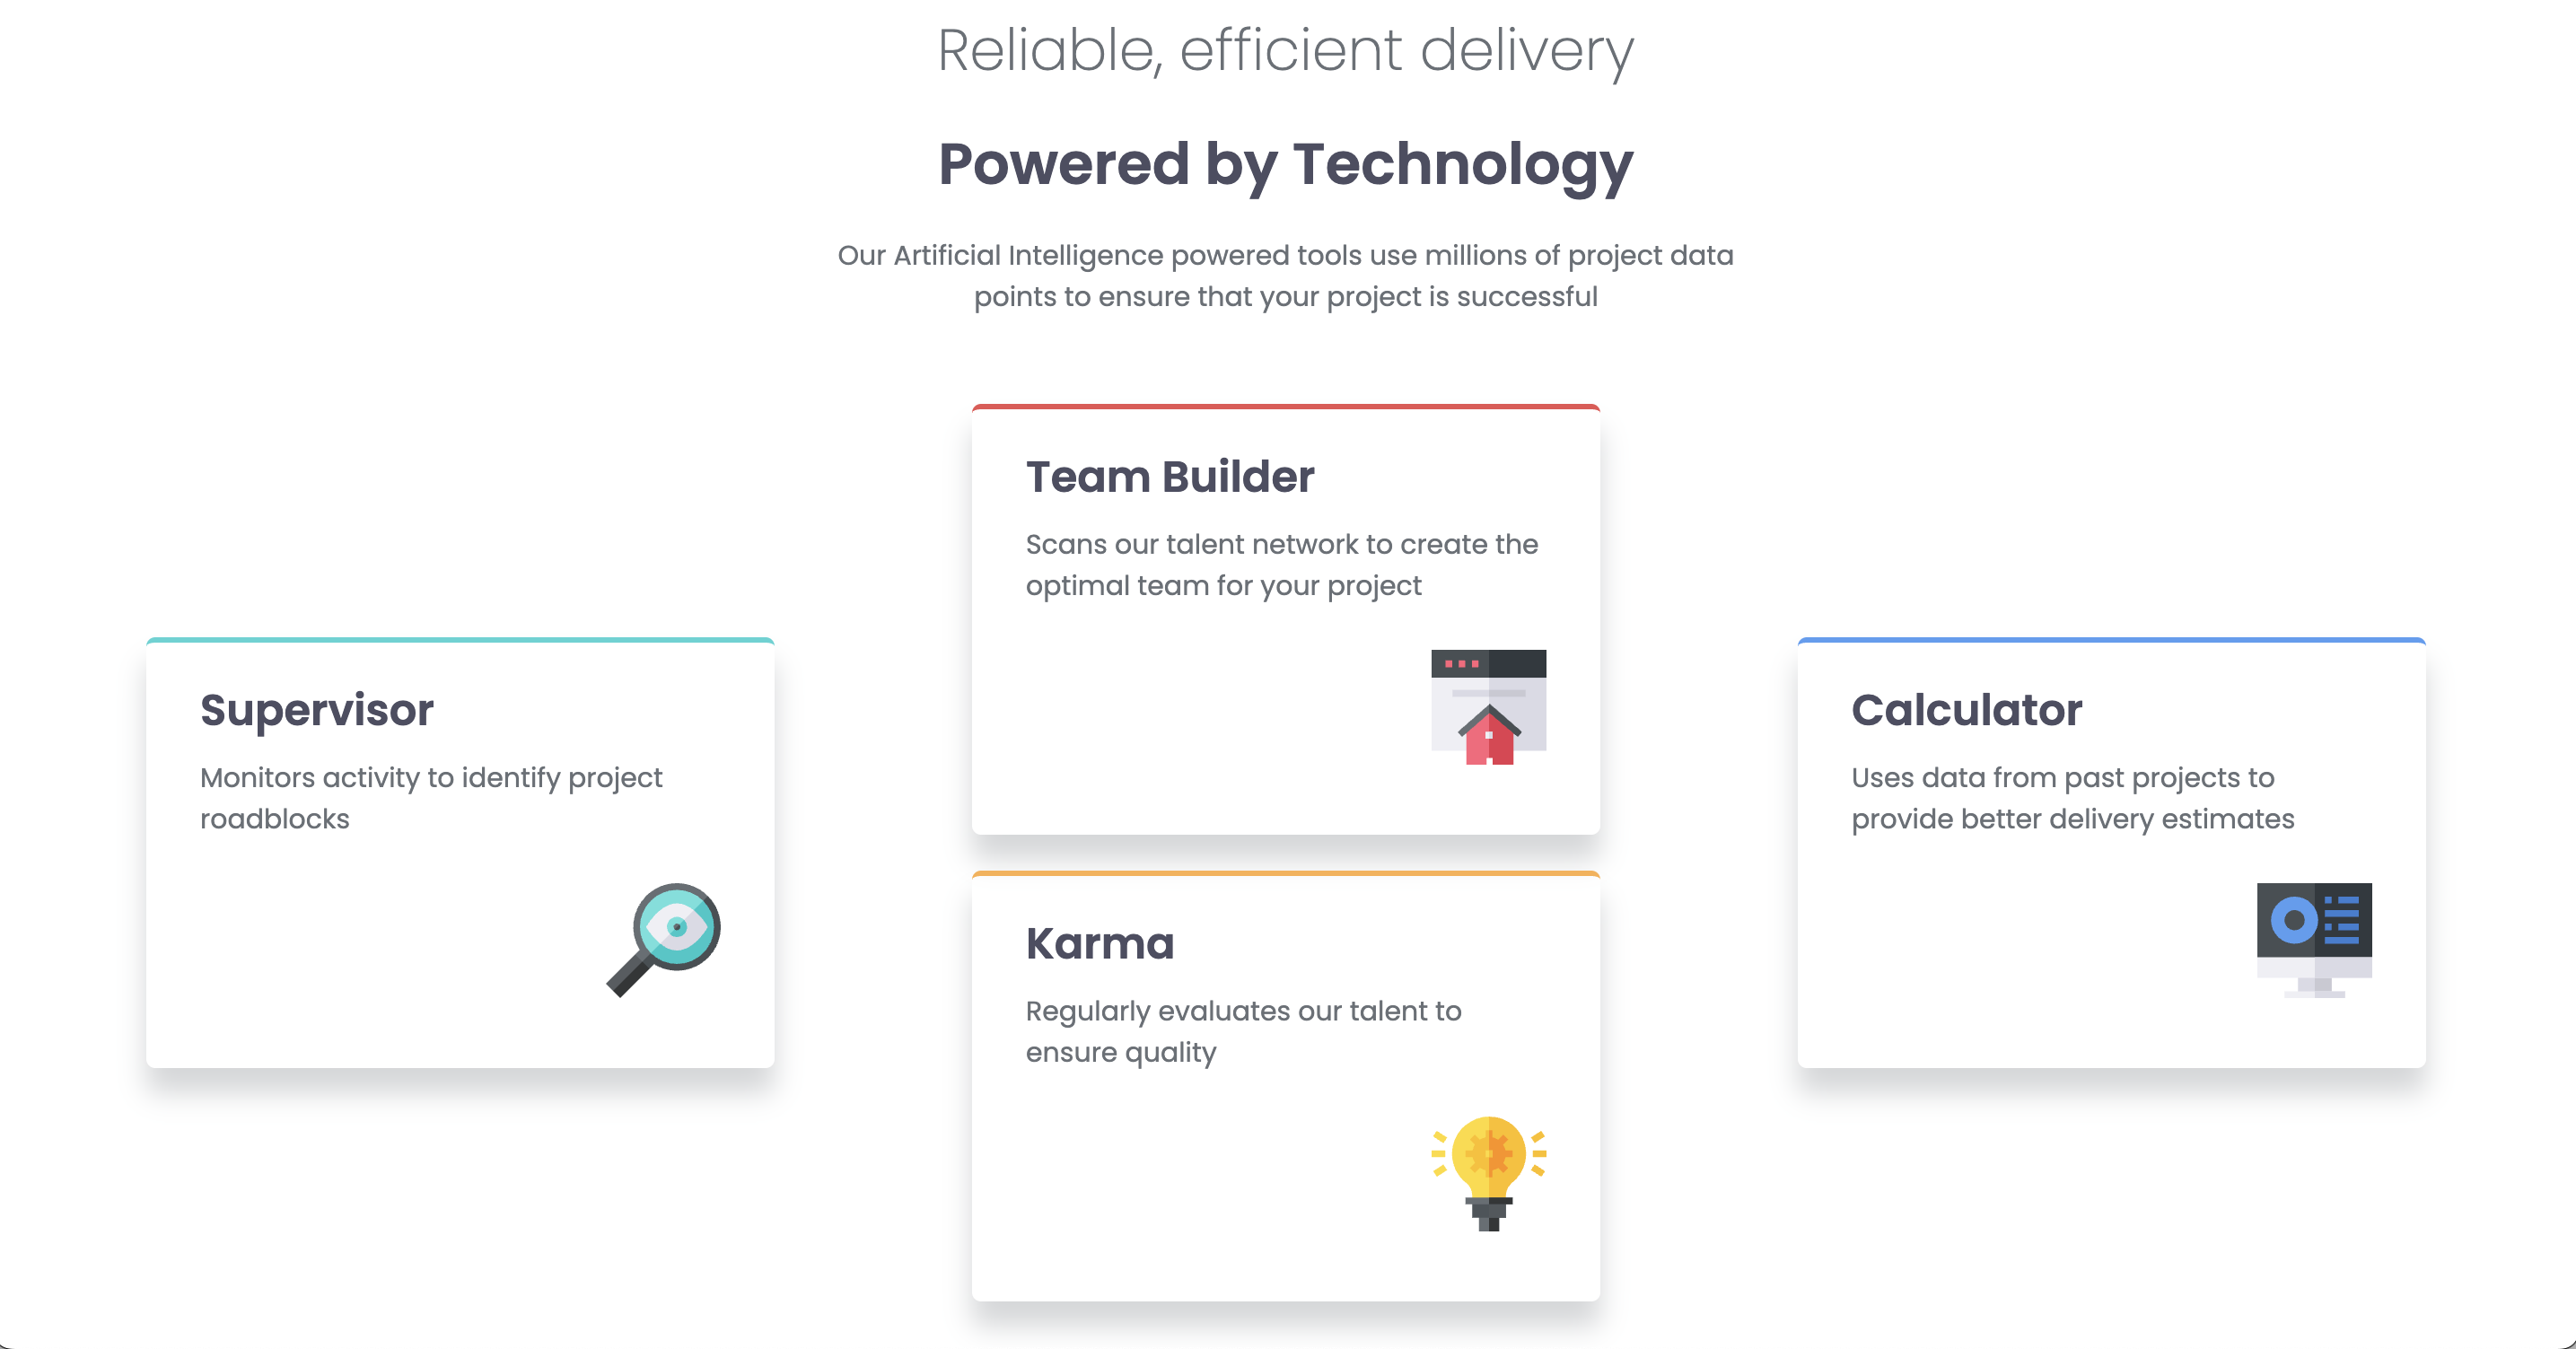 Reliable, efficient delivery
Powered by Technology
Our Artificial Intelligence powered tools use millions of project data
points to ensure that your project is successful
Supervisor
Monitors activity to identify project
roadblocks
Team Builder
Scans our talent network to create the
optimal team for your project
Karma
Regularly evaluates our talent to
ensure quality
Calculator
Uses data from past projects to
provide better delivery estimates